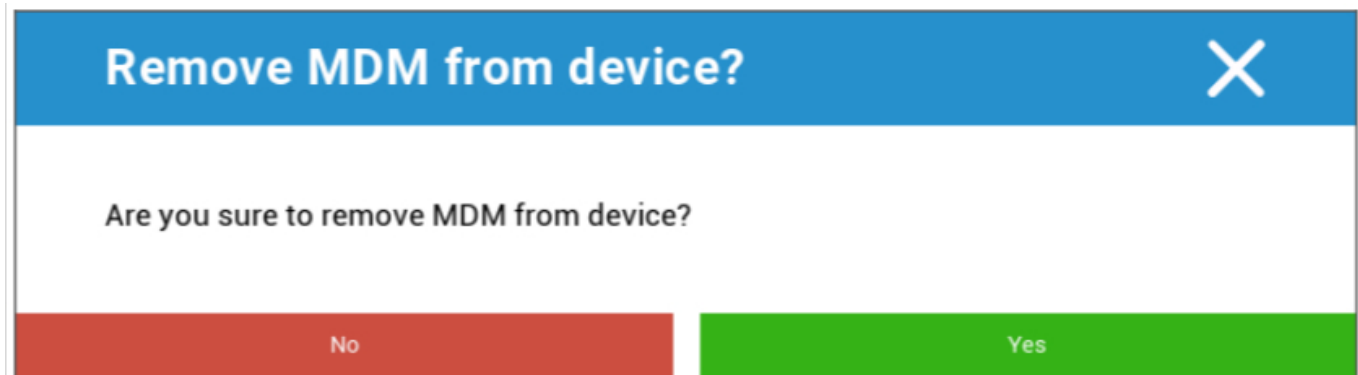 Remove MDM from device?
Are you sure to remove MDM from device?
No
Yes